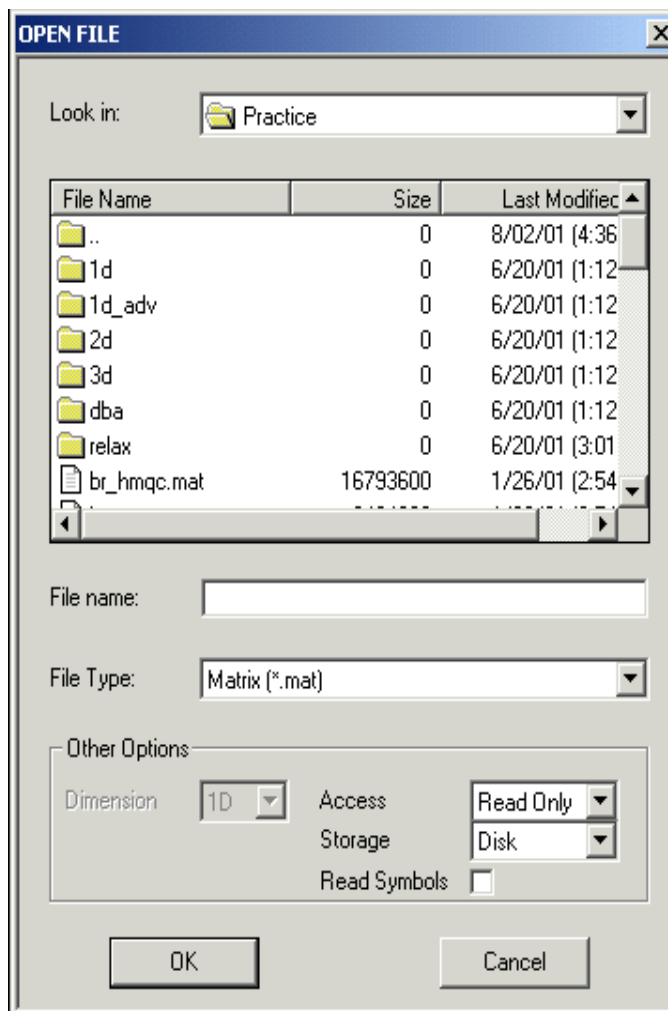 OPEN FILE
Look in: Practice
File Name Size Last Modified
.. 0 8/02/01 (4:36
1d 0 6/20/01 (1:12
1d_adv 0 6/20/01 (1:12
2d 0 6/20/01 (1:12
3d 0 6/20/01 (1:12
dba 0 6/20/01 (1:12
relax 0 6/20/01 (3:01
br_hmqc.mat 16793600 1/26/01 (2:54
File name:
File Type: Matrix (*.mat)
Other Options
Dimension 1D Access Read Only
Storage Disk
Read Symbols
OK Cancel